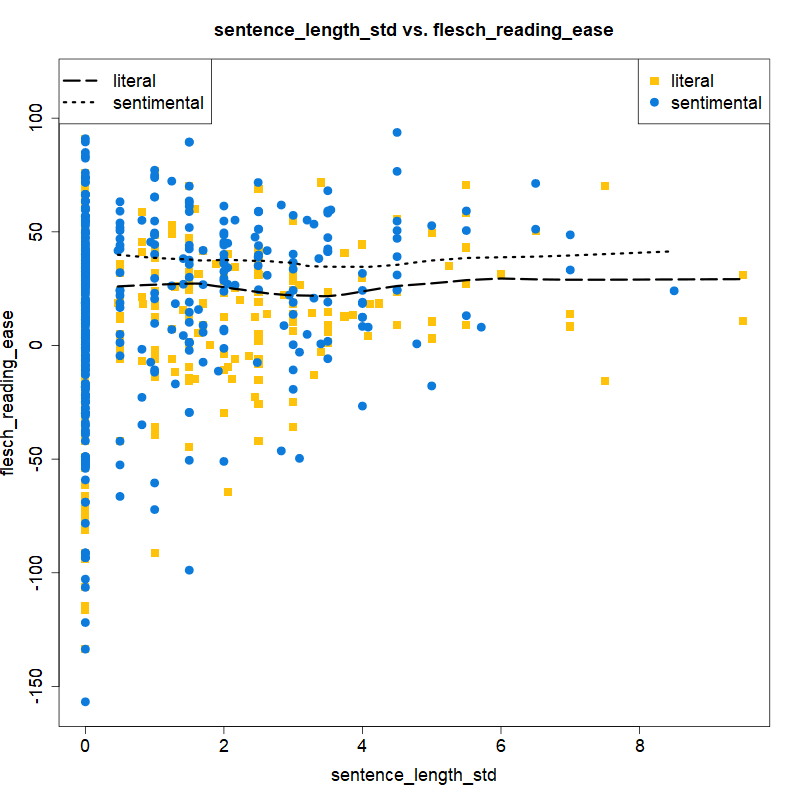 sentence_length_std vs. flesch_reading_ease
literal
sentimental
literal
sentimental
100
50
0
-50
-100
-150
flesch_reading_ease
0 2 4 6 8
sentence_length_std